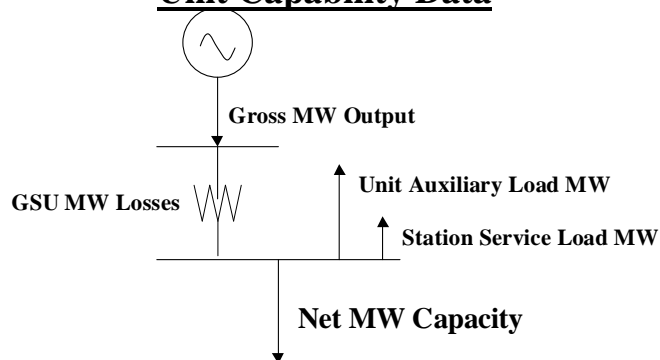 Unit Capability Data
Gross MW Output
Unit Auxiliary Load MW
GSU MW Losses
Station Service Load MW
Net MW Capacity